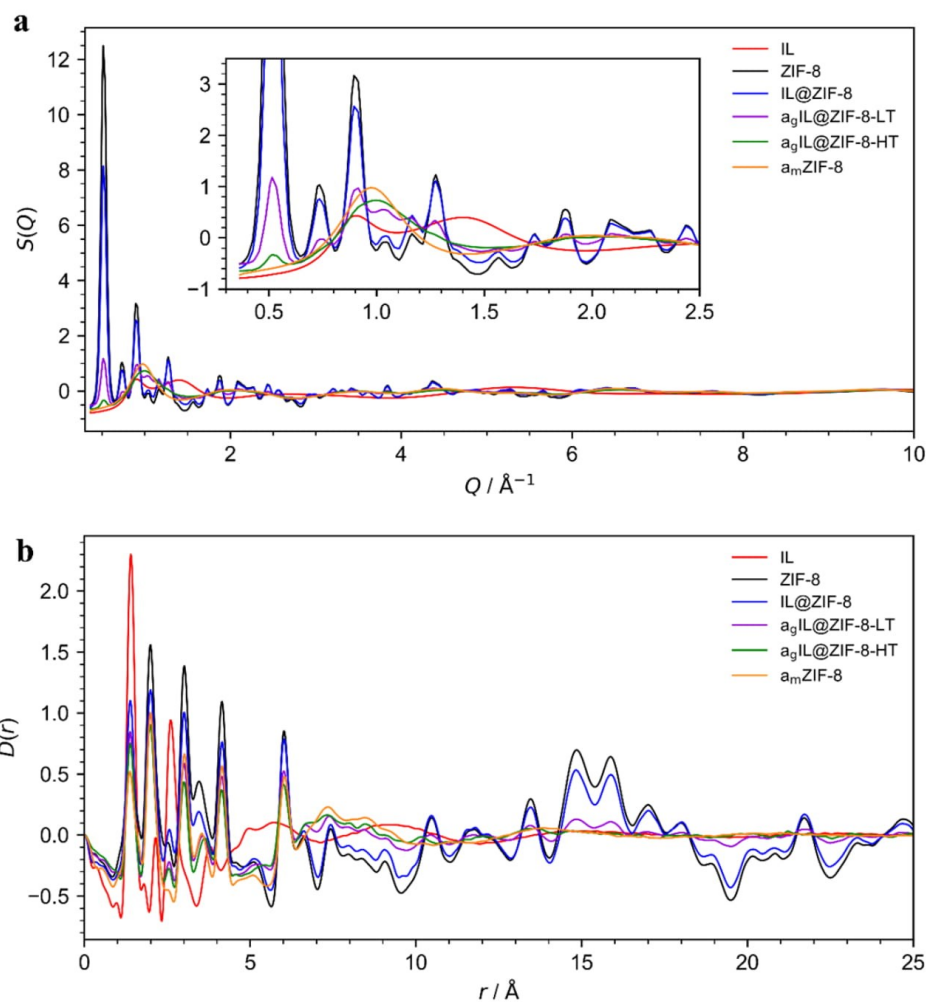 a
12
10
8
6
4
2
0
S(Q)
3
2
1
0
−1
0.5 1.0 1.5 2.0 2.5
IL
ZIF-8
IL@ZIF-8
agIL@ZIF-8-LT
agIL@ZIF-8-HT
amZIF-8
2 4 6 8 10
Q / Å−1
b
2.0
1.5
1.0
0.5
0.0
−0.5
D(r)
IL
ZIF-8
IL@ZIF-8
agIL@ZIF-8-LT
agIL@ZIF-8-HT
amZIF-8
0 5 10 15 20 25
r / Å